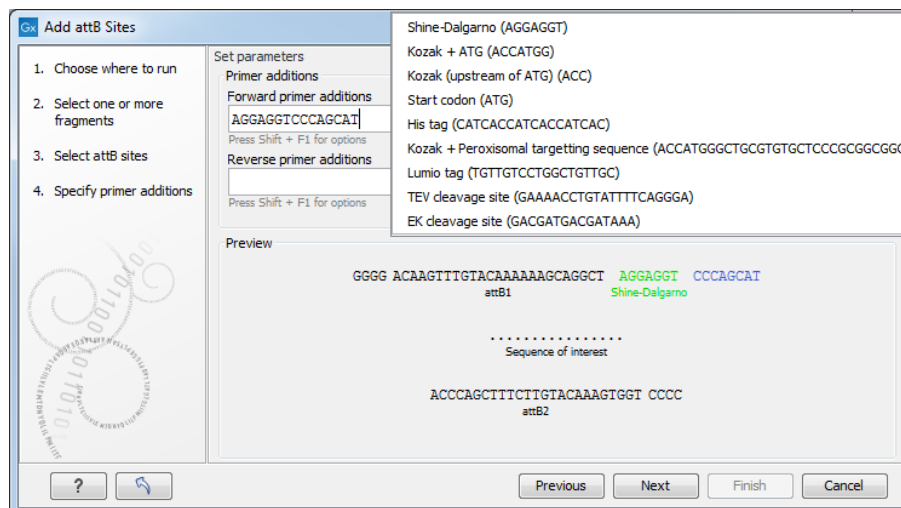 Gx Add attB Sites
1. Choose where to run
2. Select one or more
fragments
3. Select attB sites
4. Specify primer additions
Set parameters
Primer additions
Forward primer additions
AGGAGGTCCCAGCAT
Press Shift + F1 for options
Reverse primer additions
Press Shift + F1 for options
Shine-Dalgarno (AGGAGGT)
Kozak + ATG (ACCATGG)
Kozak (upstream of ATG) (ACC)
Start codon (ATG)
His tag (CATCACCATCACCATCAC)
Kozak + Peroxisomal targetting sequence (ACCATGGGCTGCGTGTGCTCCCGCGGCGGC
Lumio tag (TGTTGTCCTGGCTGTTGC)
TEV cleavage site (GAAAACCTGTATTTTCAGGGA)
EK cleavage site (GACGATGACGATAAA)
Preview
GGGG ACAAGTTTGTACAAAAAAGCAGGCT AGGAGGT CCCAGCAT
attB1 Shine-Dalgarno
................
Sequence of interest
ACCCAGCTTTCTTGTACAAAGTGGT CCCC
attB2
? Previous Next Finish Cancel